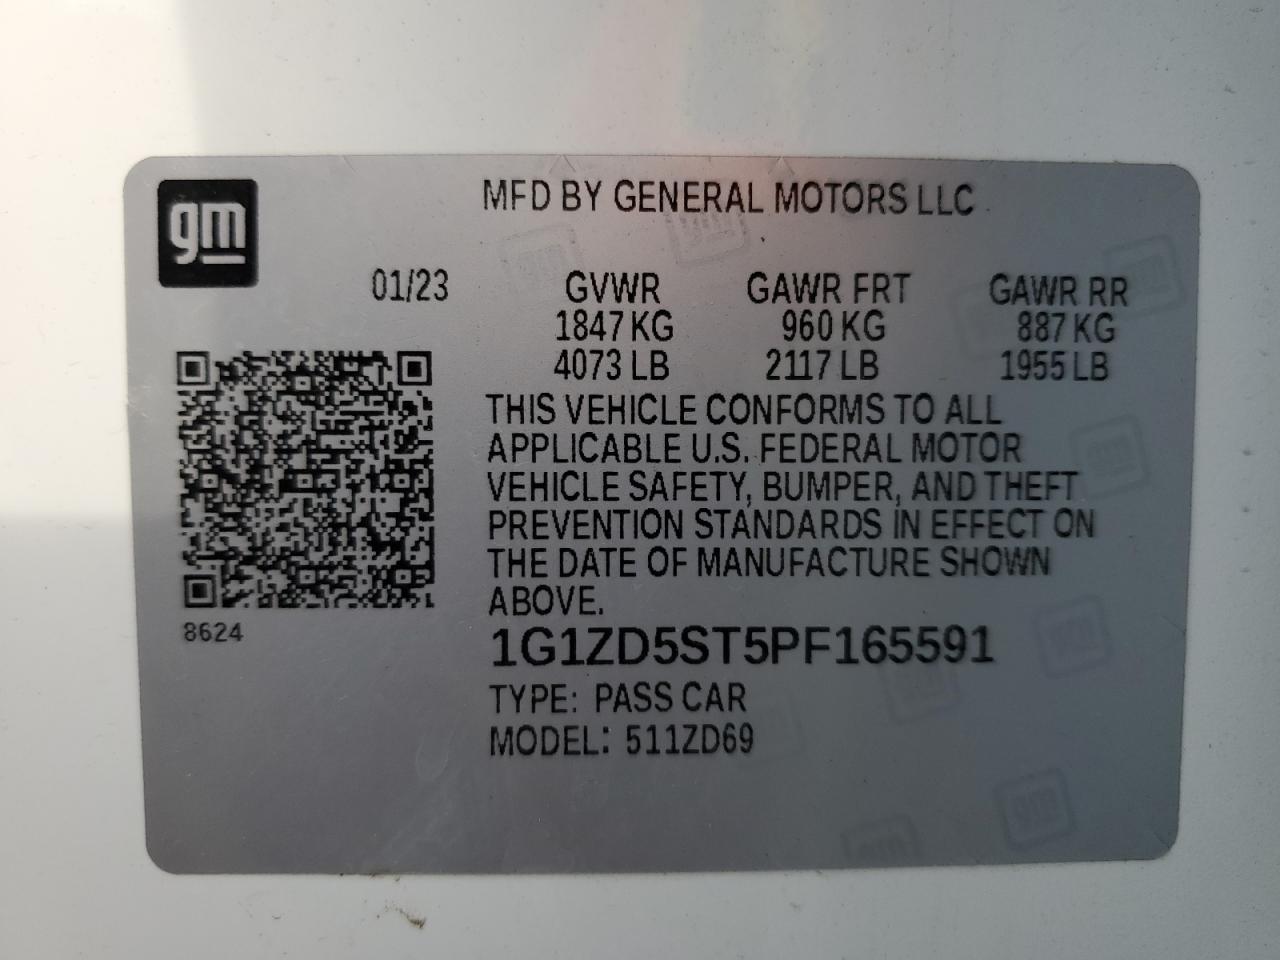 gm
MFD BY GENERAL MOTORS LLC
01/23 GVWR GAWR FRT GAWR RR
1847 KG 960 KG 887 KG
4073 LB 2117 LB 1955 LB
THIS VEHICLE CONFORMS TO ALL
APPLICABLE U.S. FEDERAL MOTOR
VEHICLE SAFETY, BUMPER, AND THEFT
PREVENTION STANDARDS IN EFFECT ON
THE DATE OF MANUFACTURE SHOWN
ABOVE.
8624
1G1ZD5ST5PF165591
TYPE: PASS CAR
MODEL: 511ZD69